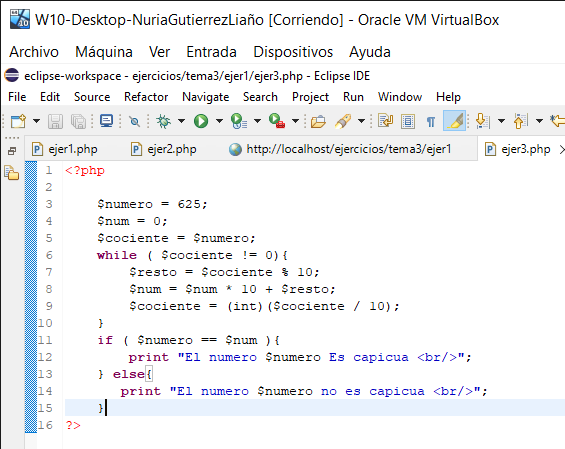 W10-Desktop-NuriaGutierrezLiaño [Corriendo] - Oracle VM VirtualBox
Archivo Máquina Ver Entrada Dispositivos Ayuda
eclipse-workspace - ejercicios/tema3/ejer1/ejer3.php - Eclipse IDE
File Edit Source Refactor Navigate Search Project Run Window Help
ejer1.php ejer2.php http://localhost/ejercicios/tema3/ejer1 ejer3.php
1 <?php
2
3 $numero = 625;
4 $num = 0;
5 $cociente = $numero;
6 while ( $cociente != 0){
7 $resto = $cociente % 10;
8 $num = $num * 10 + $resto;
9 $cociente = (int)($cociente / 10);
10 }
11 if ( $numero == $num ){
12 print "El numero $numero Es capicua <br/>";
13 } else{
14 print "El numero $numero no es capicua <br/>";
15 }
16 ?>